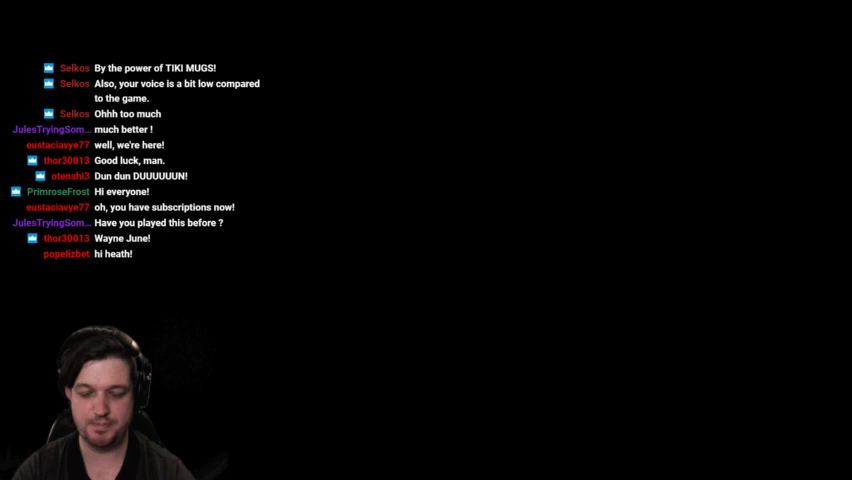 Selkos By the power of TIKI MUGS!
Selkos Also, your voice is a bit low compared
to the game.
Selkos Ohhh too much
JulesTryingSom... much better !
eustaciavye77 well, we're here!
thor30013 Good luck, man.
otenshi3 Dun dun DUUUUUUN!
PrimroseFrost Hi everyone!
eustaciavye77 oh, you have subscriptions now!
JulesTryingSom... Have you played this before ?
thor30013 Wayne June!
popelizbet hi heath!